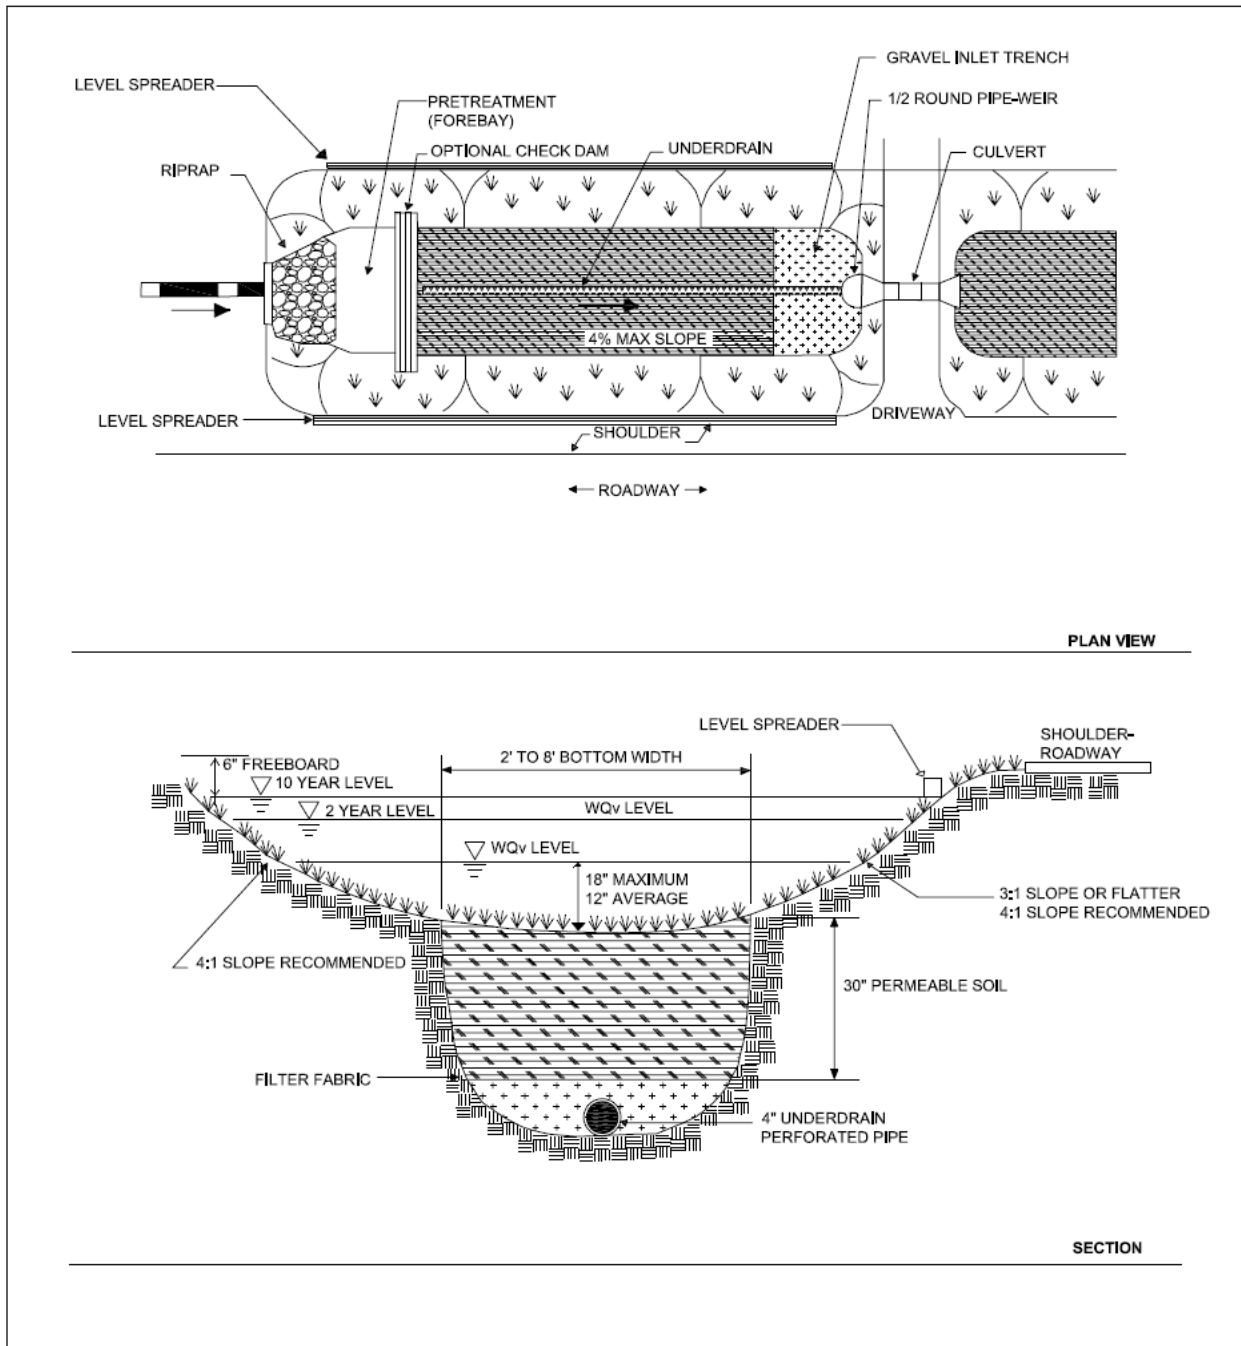 GRAVEL INLET TRENCH
LEVEL SPREADER
PRETREATMENT
(FOREBAY)
1/2 ROUND PIPE-WEIR
OPTIONAL CHECK DAM
UNDERDRAIN
CULVERT
RIPRAP
4% MAX SLOPE
LEVEL SPREADER
DRIVEWAY
SHOULDER
ROADWAY
PLAN VIEW
LEVEL SPREADER
SHOULDER-
ROADWAY
6" FREEBOARD
2' TO 8' BOTTOM WIDTH
10 YEAR LEVEL
2 YEAR LEVEL
WQv LEVEL
WQv LEVEL
18" MAXIMUM
12" AVERAGE
3:1 SLOPE OR FLATTER
4:1 SLOPE RECOMMENDED
4:1 SLOPE RECOMMENDED
30" PERMEABLE SOIL
FILTER FABRIC
4" UNDERDRAIN
PERFORATED PIPE
SECTION